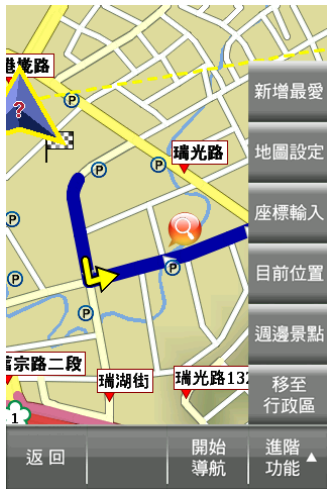 港墘路
?
P
新增最愛
P
瑞光路
P
地圖設定
P
座標輸入
P
P
目前位置
P
週邊景點
舊宗路二段
瑞湖街
瑞光路132
移至
行政區
1
返回
開始
導航
進階
功能